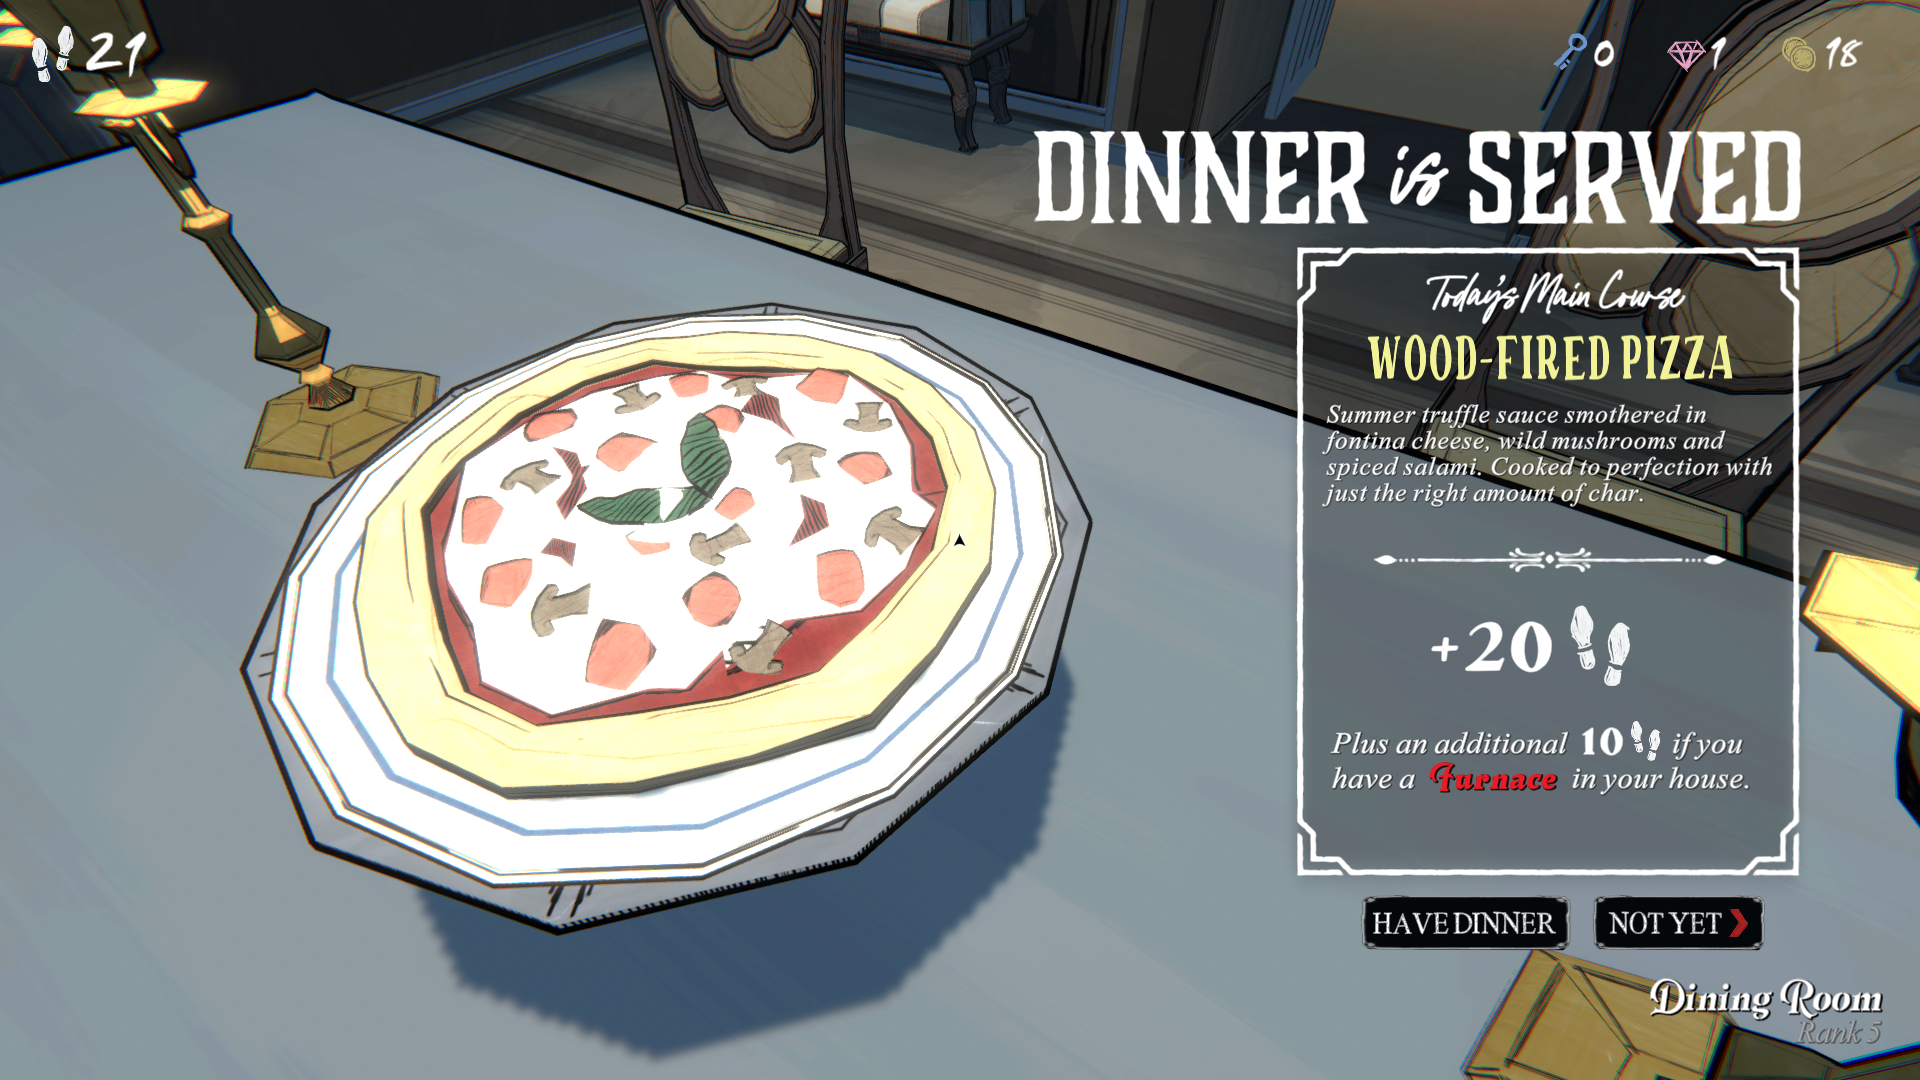 21
0
1
18
DINNER is SERVED
Today's Main Course
WOOD-FIRED PIZZA
Summer truffle sauce smothered in
fontina cheese, wild mushrooms and
spiced salami. Cooked to perfection with
just the right amount of char.
+20
Plus an additional 10 if you
have a Furnace in your house.
HAVE DINNER
NOT YET
Dining Room
Rank 5